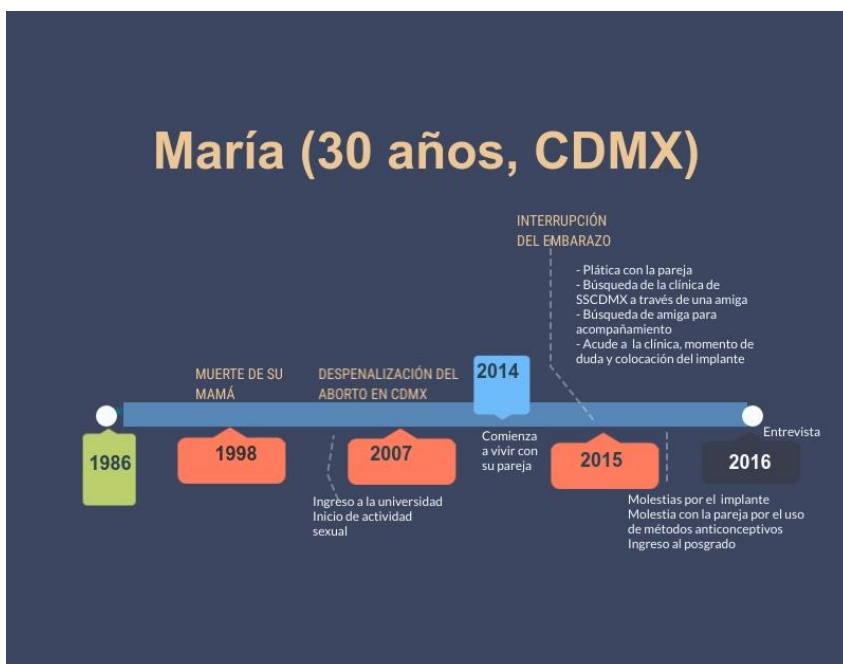 María (30 años, CDMX)
INTERRUPCIÓN
DEL EMBARAZO
- Plática con la pareja
- Búsqueda de la clínica de
SSCDMX a través de una amiga
- Búsqueda de amiga para
acompañamiento
- Acude a la clínica, momento de
duda y colocación del implante
MUERTE DE SU
MAMÁ
DESPENALIZACIÓN DEL
ABORTO EN CDMX
2014
1986
1998
2007
Comienza
a vivir con
su pareja
2015
Entrevista
2016
Ingreso a la universidad
Inicio de actividad
sexual
Molestias por el implante
Molestia con la pareja por el uso
de métodos anticonceptivos
Ingreso al posgrado